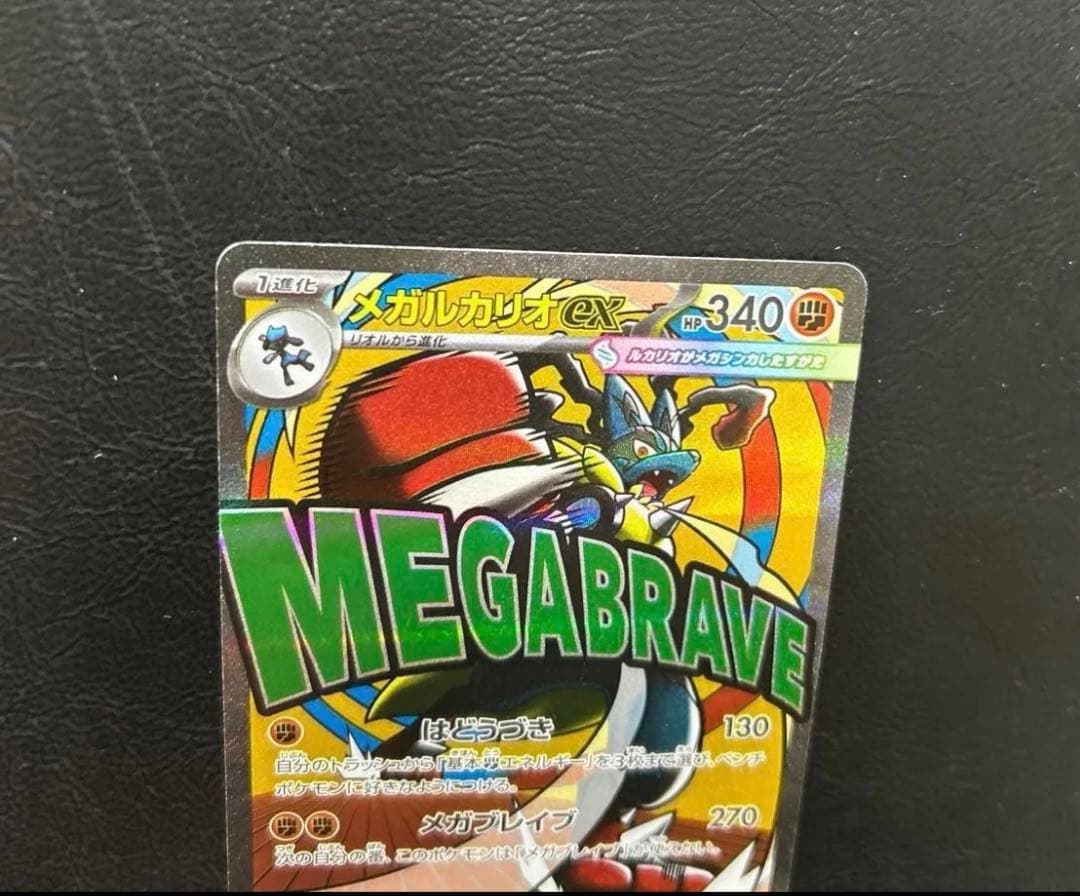 1進化
メガルカリオex
HP340
リオルから進化
ルカリオがメガシンカしたすがた
MEGABRAVE
はどうづき 130
自分のトラッシュから「基本エネルギー」を3枚まで選び、ベンチ
ポケモンに好きなようにつける。
メガブレイブ 270
次の自分の番、このポケモンは「メガブレイブ」が使えない。